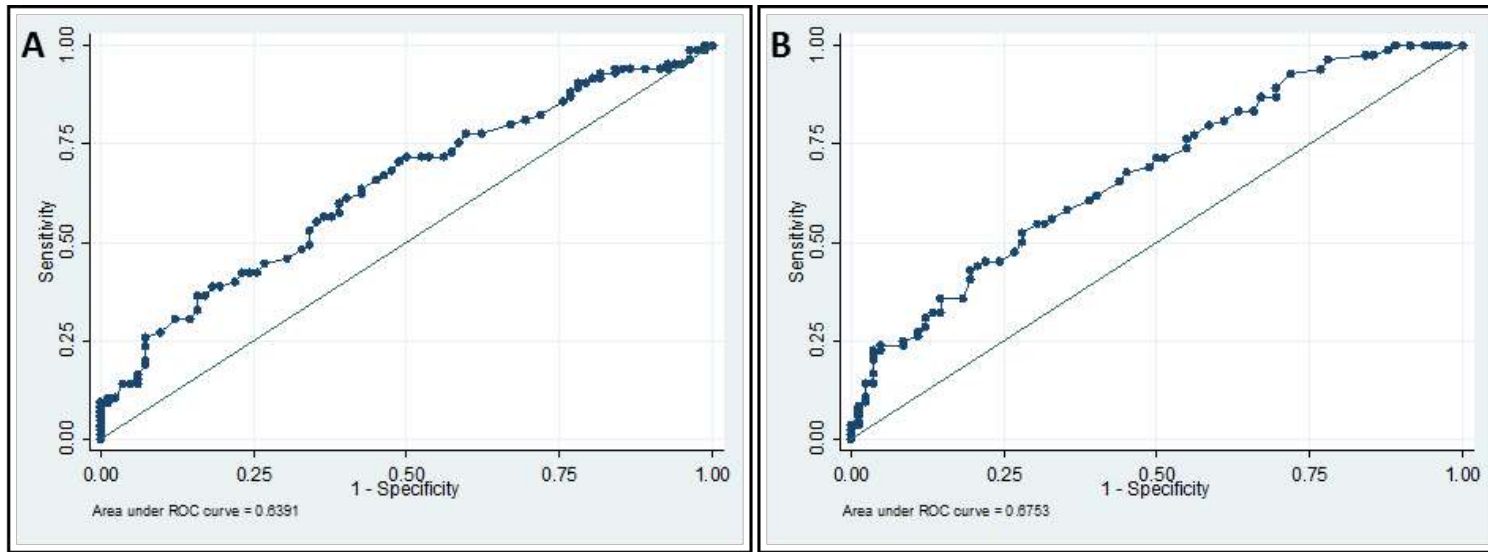 A
Sensitivity
1.00
0.75
0.50
0.25
0.00
0.00 0.25 0.50 0.75 1.00
1 - Specificity
Area under ROC curve = 0.6391
B
Sensitivity
1.00
0.75
0.50
0.25
0.00
0.00 0.25 0.50 0.75 1.00
1 - Specificity
Area under ROC curve = 0.6753